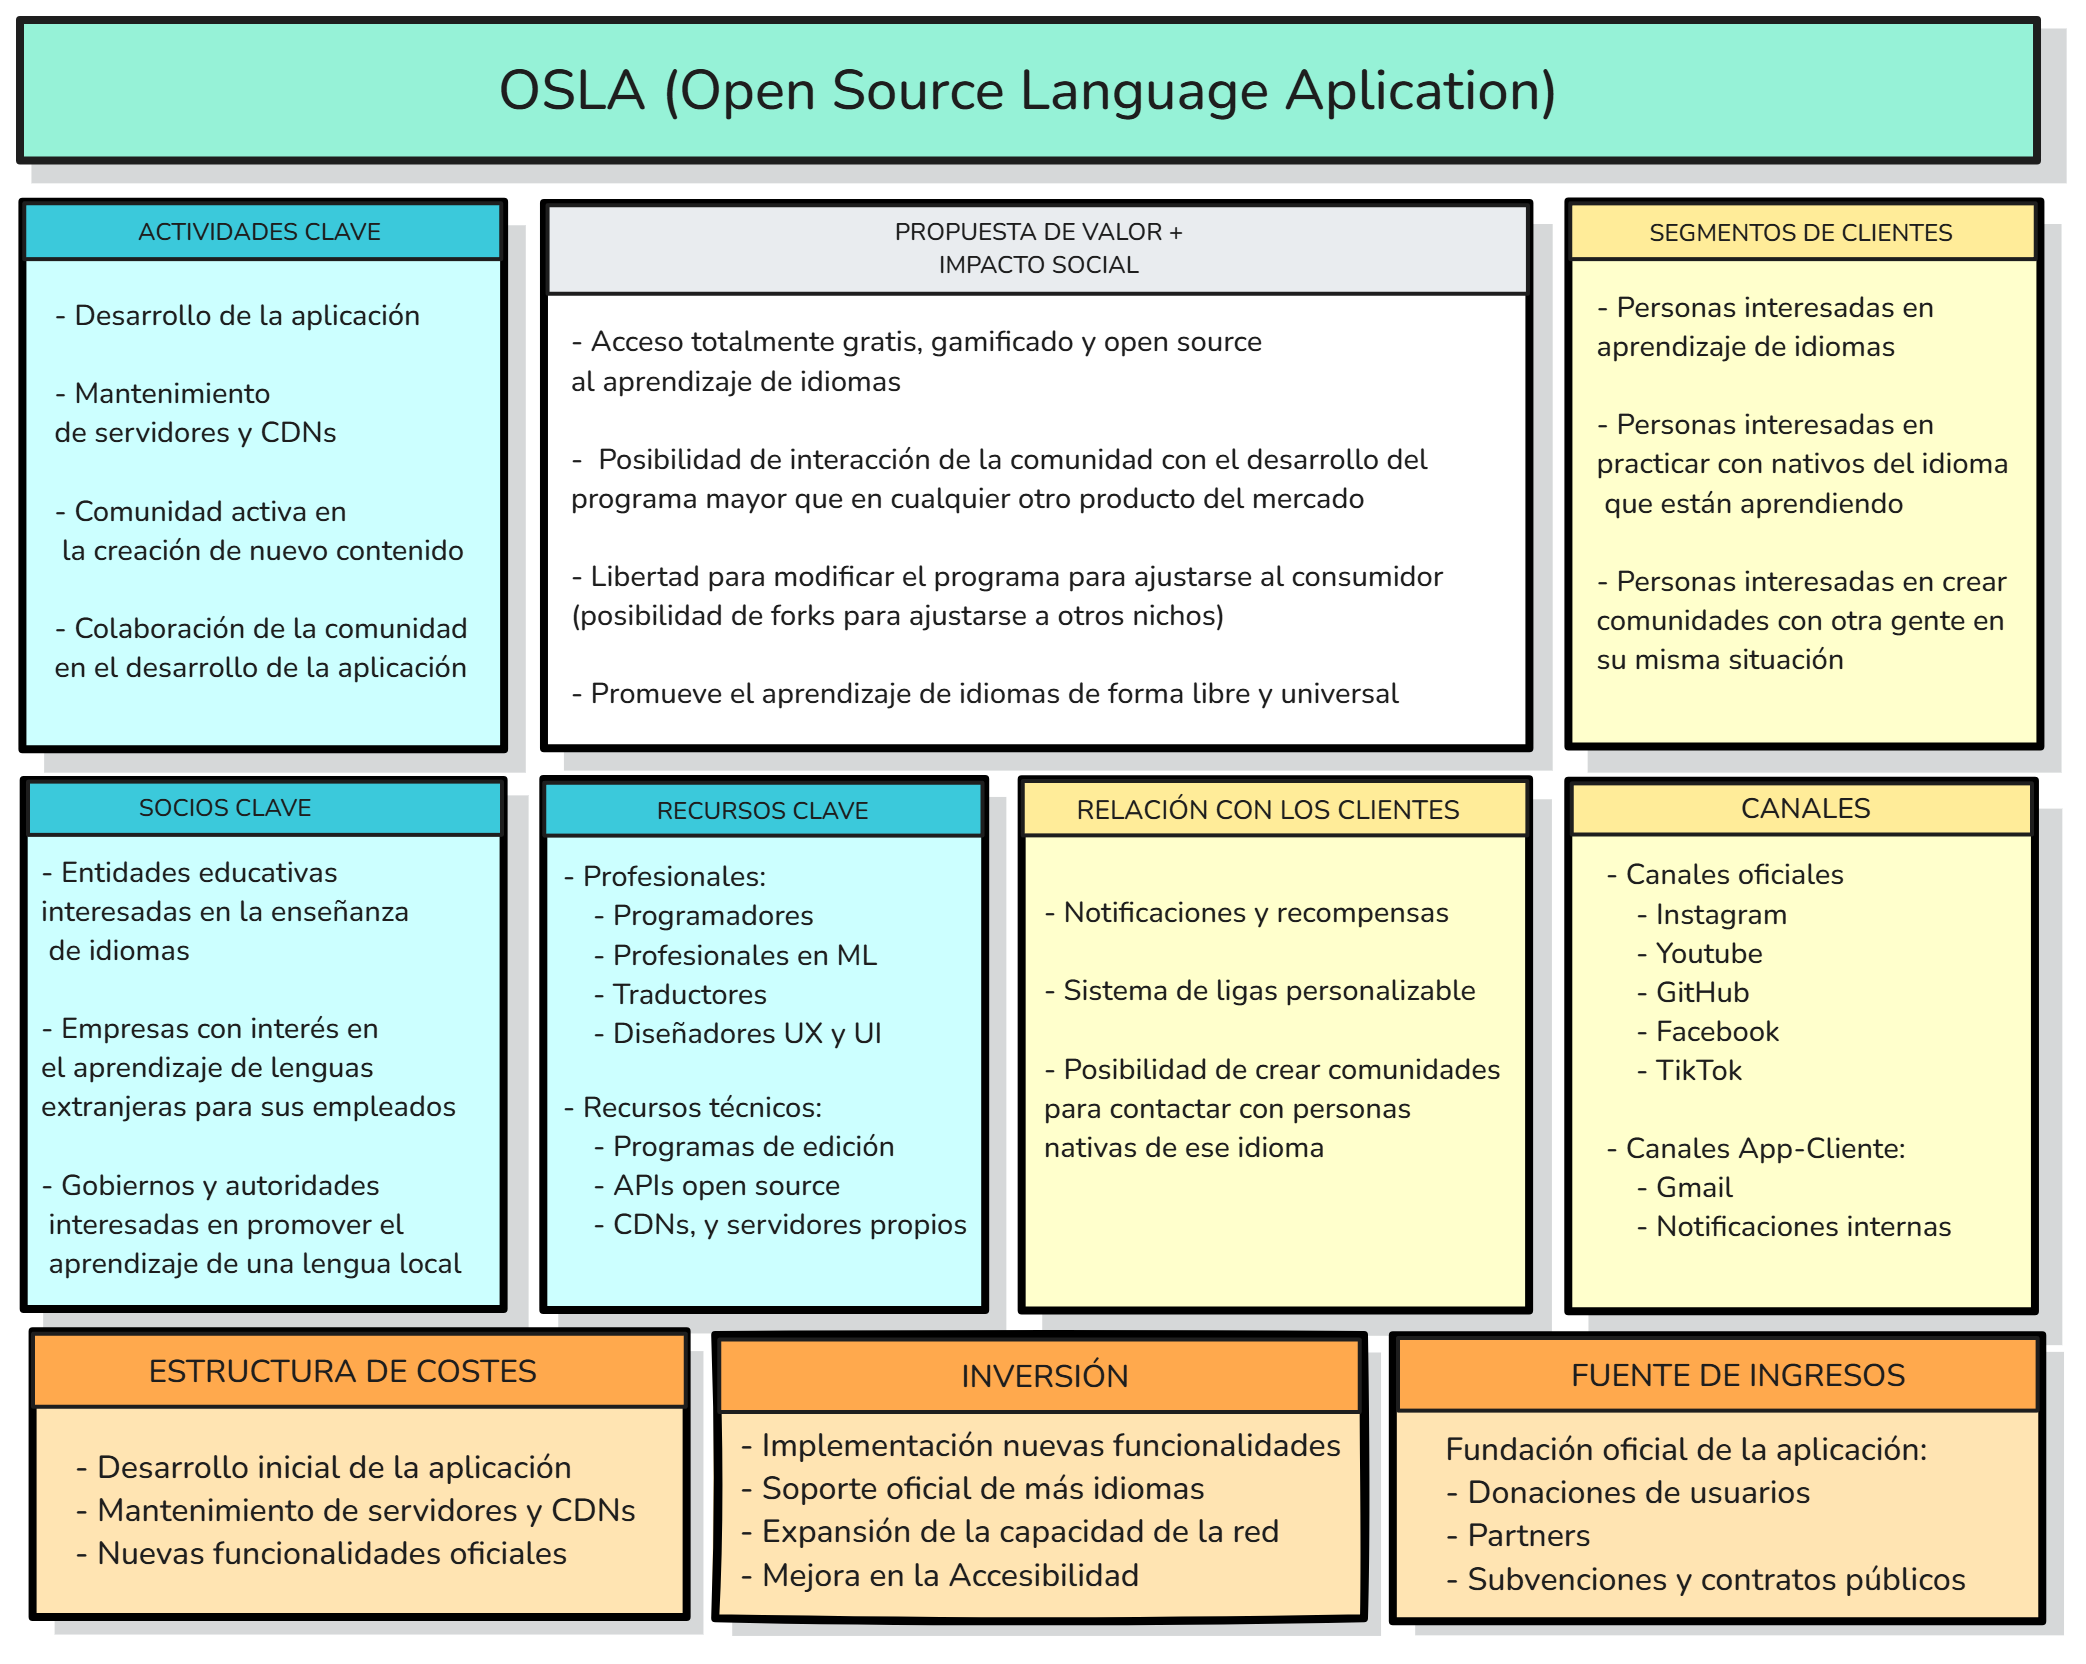 OSLA (Open Source Language Aplication)
ACTIVIDADES CLAVE
- Desarrollo de la aplicación
- Mantenimiento
de servidores y CDNs
- Comunidad activa en
la creación de nuevo contenido
- Colaboración de la comunidad
en el desarrollo de la aplicación
PROPUESTA DE VALOR +
IMPACTO SOCIAL
- Acceso totalmente gratis, gamificado y open source
al aprendizaje de idiomas
- Posibilidad de interacción de la comunidad con el desarrollo del
programa mayor que en cualquier otro producto del mercado
- Libertad para modificar el programa para ajustarse al consumidor
(posibilidad de forks para ajustarse a otros nichos)
- Promueve el aprendizaje de idiomas de forma libre y universal
SEGMENTOS DE CLIENTES
- Personas interesadas en
aprendizaje de idiomas
- Personas interesadas en
practicar con nativos del idioma
que están aprendiendo
- Personas interesadas en crear
comunidades con otra gente en
su misma situación
SOCIOS CLAVE
- Entidades educativas
interesadas en la enseñanza
de idiomas
- Empresas con interés en
el aprendizaje de lenguas
extranjeras para sus empleados
- Gobiernos y autoridades
interesadas en promover el
aprendizaje de una lengua local
RECURSOS CLAVE
- Profesionales:
- Programadores
- Profesionales en ML
- Traductores
- Diseñadores UX y UI
- Recursos técnicos:
- Programas de edición
- APIs open source
- CDNs, y servidores propios
RELACIÓN CON LOS CLIENTES
- Notificaciones y recompensas
- Sistema de ligas personalizable
- Posibilidad de crear comunidades
para contactar con personas
nativas de ese idioma
CANALES
- Canales oficiales
- Instagram
- Youtube
- GitHub
- Facebook
- TikTok
- Canales App-Cliente:
- Gmail
- Notificaciones internas
ESTRUCTURA DE COSTES
- Desarrollo inicial de la aplicación
- Mantenimiento de servidores y CDNs
- Nuevas funcionalidades oficiales
INVERSIÓN
- Implementación nuevas funcionalidades
- Soporte oficial de más idiomas
- Expansión de la capacidad de la red
- Mejora en la Accesibilidad
FUENTE DE INGRESOS
Fundación oficial de la aplicación:
- Donaciones de usuarios
- Partners
- Subvenciones y contratos públicos